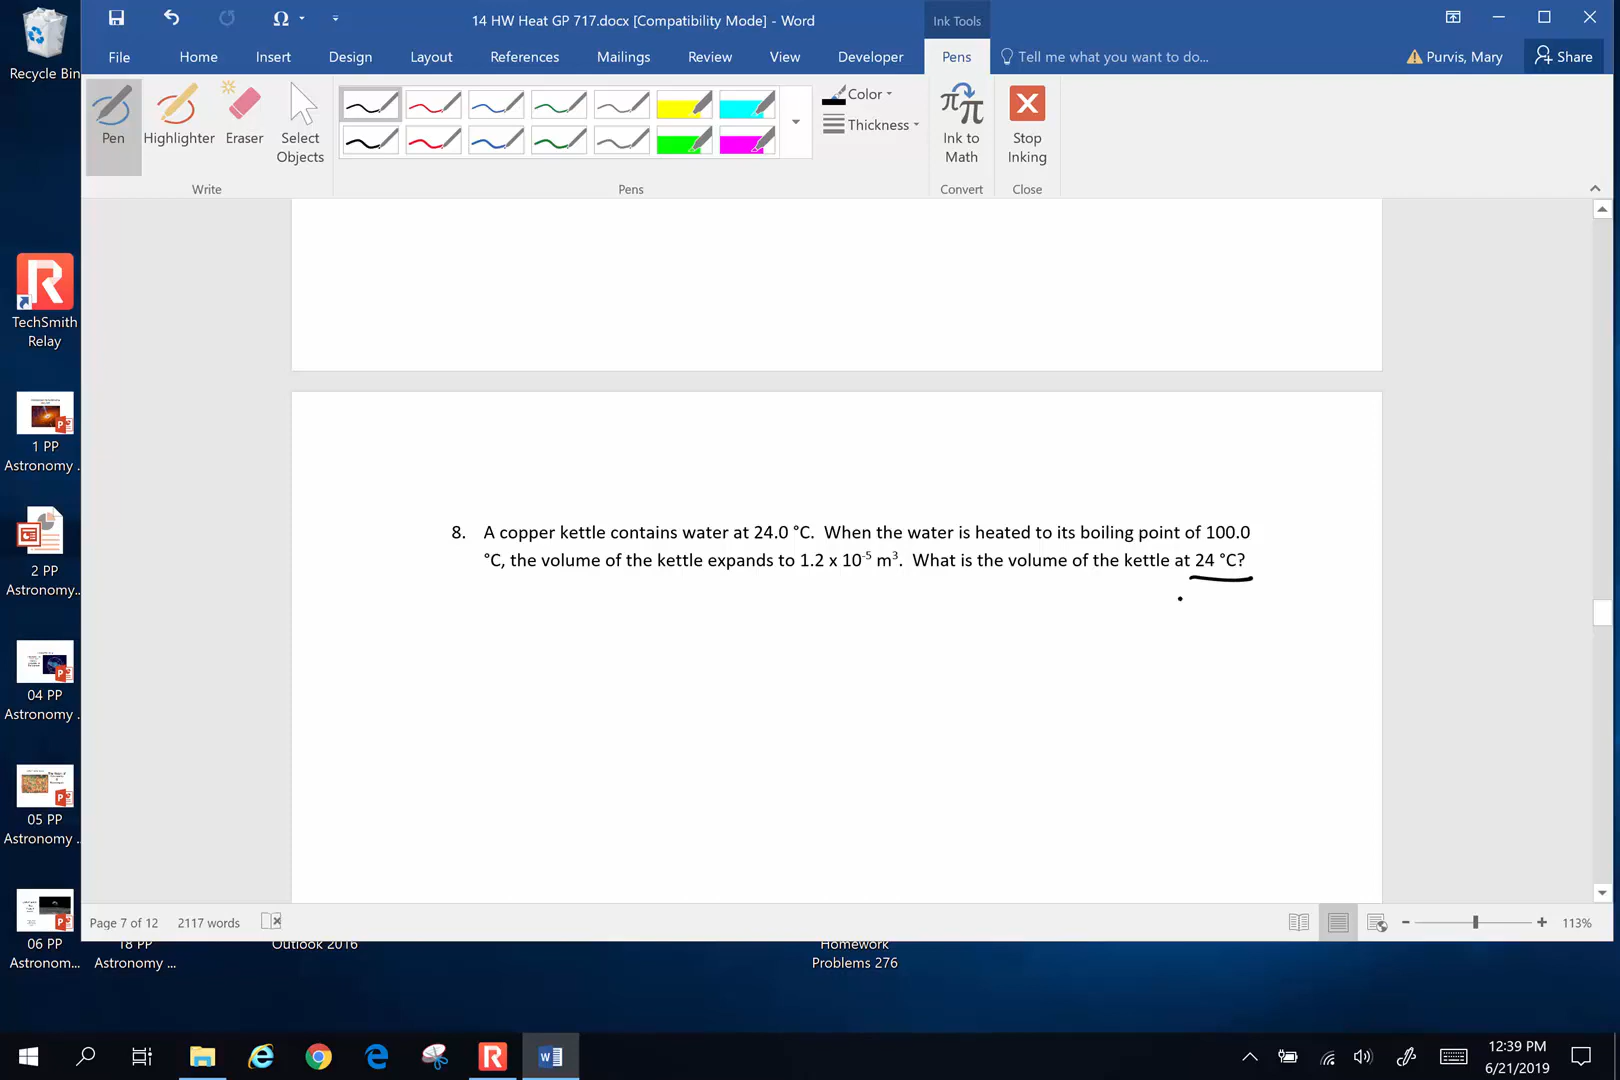 Recycle Bin
14 HW Heat GP 717.docx [Compatibility Mode] - Word
Ink Tools
File Home Insert Design Layout References Mailings Review View Developer Pens Tell me what you want to do... Purvis, Mary Share
Pen Highlighter Eraser Select Objects
Color
Thickness
Ink to Math
Stop Inking
Write Pens Convert Close
TechSmith Relay
1 PP Astronomy ...
2 PP Astronomy...
04 PP Astronomy ...
05 PP Astronomy ...
06 PP Astronom...
8. A copper kettle contains water at 24.0 °C. When the water is heated to its boiling point of 100.0
°C, the volume of the kettle expands to 1.2 x 10⁻⁵ m³. What is the volume of the kettle at 24 °C?
Page 7 of 12 2117 words 113%
18 PP Astronomy ...
Outlook 2016
Homework Problems 276
12:39 PM
6/21/2019